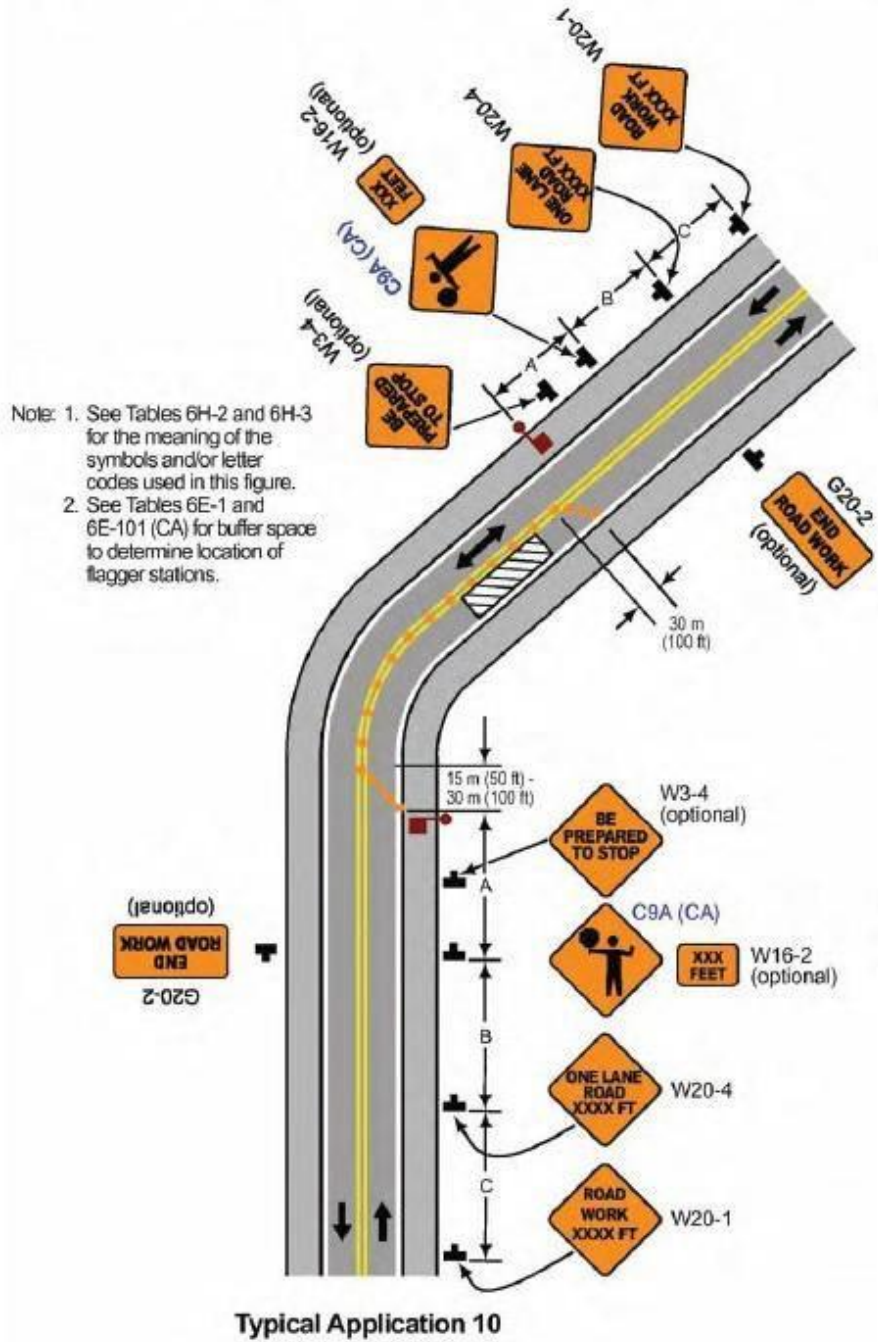 W20-1
ROAD
WORK
XXXX FT
W20-4
ONE LANE
ROAD
XXXX FT
W16-2
(optional)
XXX
FEET
C9A (CA)
W3-4
(optional)
BE
PREPARED
TO STOP
C
B
A
Note: 1. See Tables 6H-2 and 6H-3
for the meaning of the
symbols and/or letter
codes used in this figure.
2. See Tables 6E-1 and
6E-101 (CA) for buffer space
to determine location of
flagger stations.
G20-2
END
ROAD WORK
(optional)
30 m
(100 ft)
15 m (50 ft) -
30 m (100 ft)
BE
PREPARED
TO STOP
W3-4
(optional)
A
C9A (CA)
XXX
FEET
W16-2
(optional)
G20-2
END
ROAD WORK
(optional)
B
ONE LANE
ROAD
XXXX FT
W20-4
C
ROAD
WORK
XXXX FT
W20-1
Typical Application 10